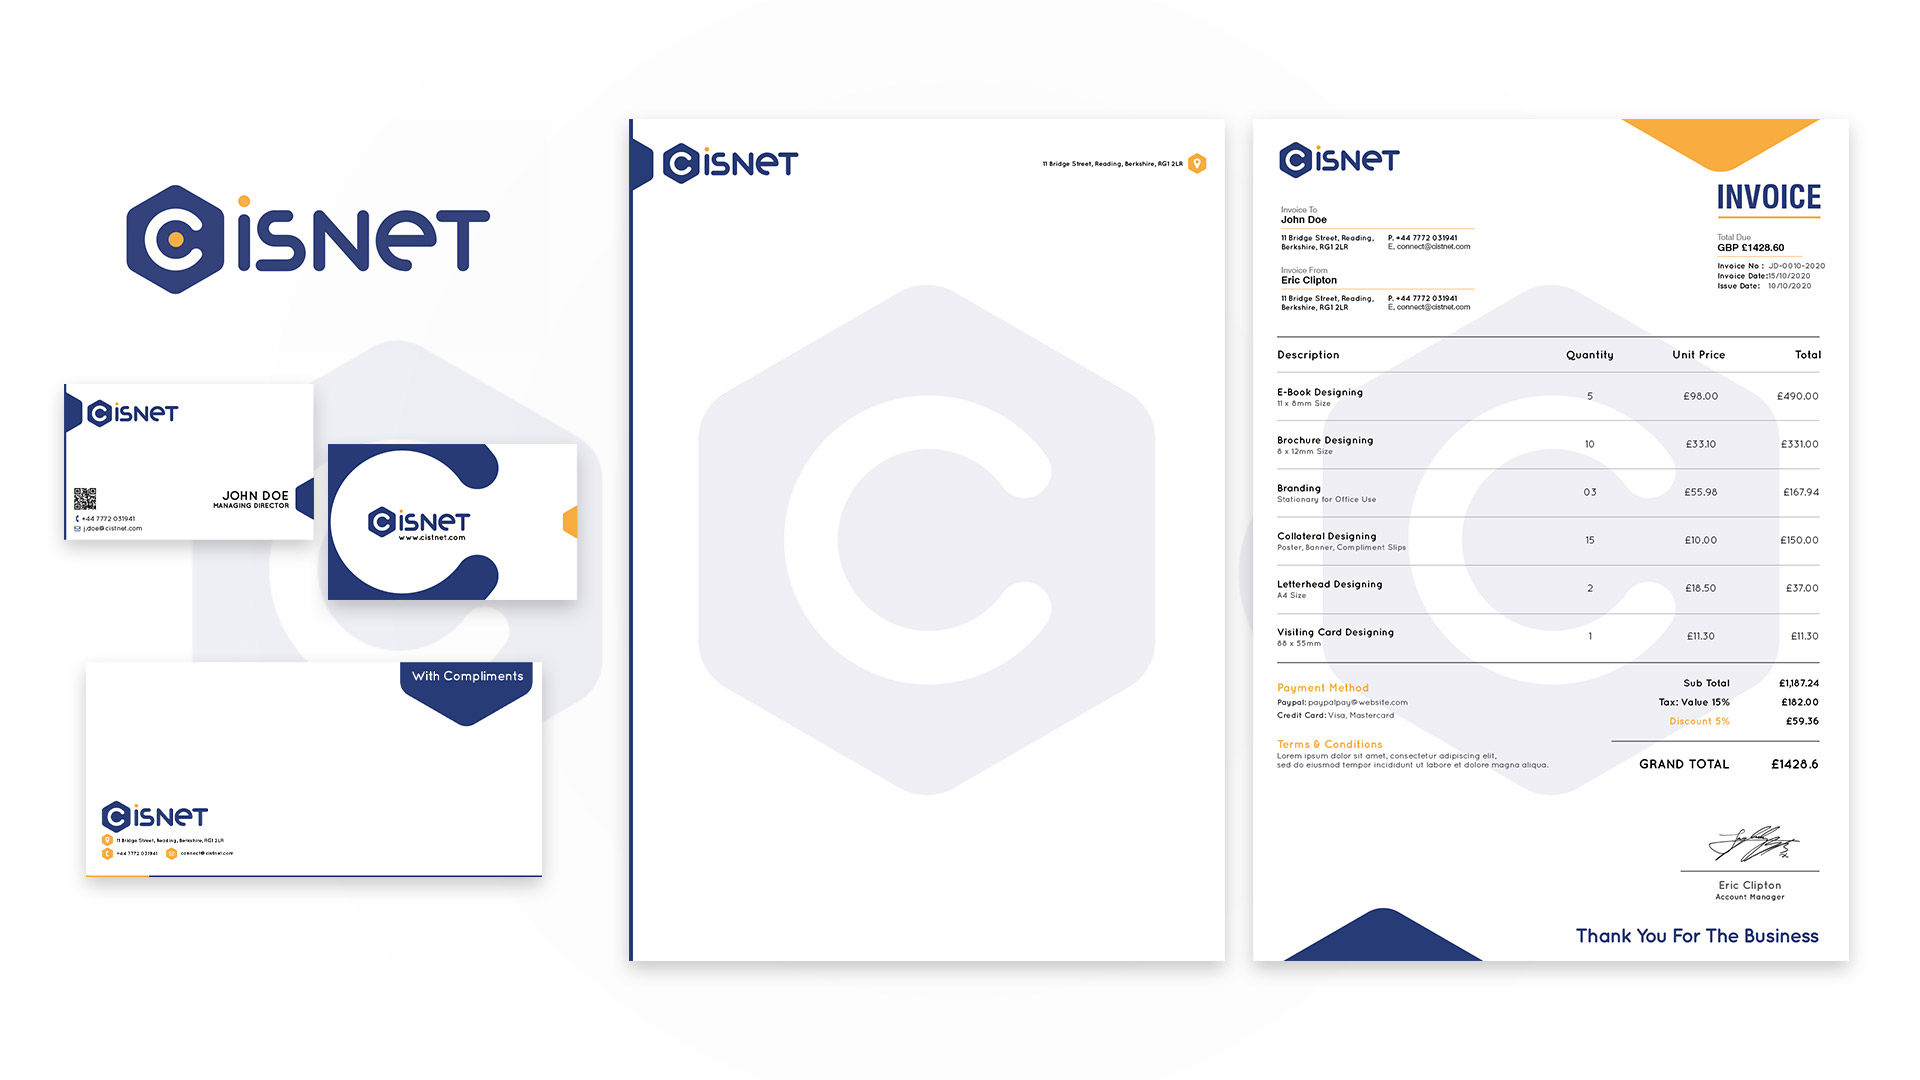 CISNET
CISNET
JOHN DOE
MANAGING DIRECTOR
+44 7772 031941
j.doe@cistnet.com
CISNET
www.cistnet.com
With Compliments
CISNET
11 Bridge Street, Reading, Berkshire, RG1 2LR
+44 7772 031941 connect@cistnet.com
CISNET
11 Bridge Street, Reading, Berkshire, RG1 2LR
CISNET
INVOICE
Invoice To
John Doe
11 Bridge Street, Reading, P. +44 7772 031941
Berkshire, RG1 2LR E. connect@cistnet.com
Invoice From
Eric Clipton
11 Bridge Street, Reading, P. +44 7772 031941
Berkshire, RG1 2LR E. connect@cistnet.com
Total Due
GBP £1428.60
Invoice No : JD-0010-2020
Invoice Date:15/10/2020
Issue Date: 10/10/2020
Description Quantity Unit Price Total
E-Book Designing 5 £98.00 £490.00
11 x 8mm Size
Brochure Designing 10 £33.10 £331.00
8 x 12mm Size
Branding 03 £55.98 £167.94
Stationary for Office Use
Collateral Designing 15 £10.00 £150.00
Poster, Banner, Compliment Slips
Letterhead Designing 2 £18.50 £37.00
A4 Size
Visiting Card Designing 1 £11.30 £11.30
88 x 55mm
Sub Total £1,187.24
Tax: Value 15% £182.00
Discount 5% £59.36
GRAND TOTAL £1428.6
Payment Method
Paypal: paypalpay@website.com
Credit Card: Visa, Mastercard
Terms & Conditions
Lorem ipsum dolor sit amet, consectetur adipiscing elit,
sed do eiusmod tempor incididunt ut labore et dolore magna aliqua.
Eric Clipton
Account Manager
Thank You For The Business